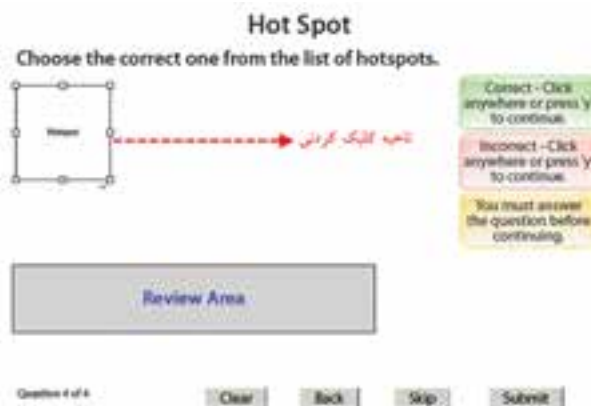 Hot Spot
Choose the correct one from the list of hotspots.
Hotspot
ناحیه کلیک کردنی
Correct - Click
anywhere or press 'y'
to continue.
Incorrect - Click
anywhere or press 'y'
to continue.
You must answer
the question before
continuing.
Review Area
Question 4 of 4
Clear
Back
Skip
Submit